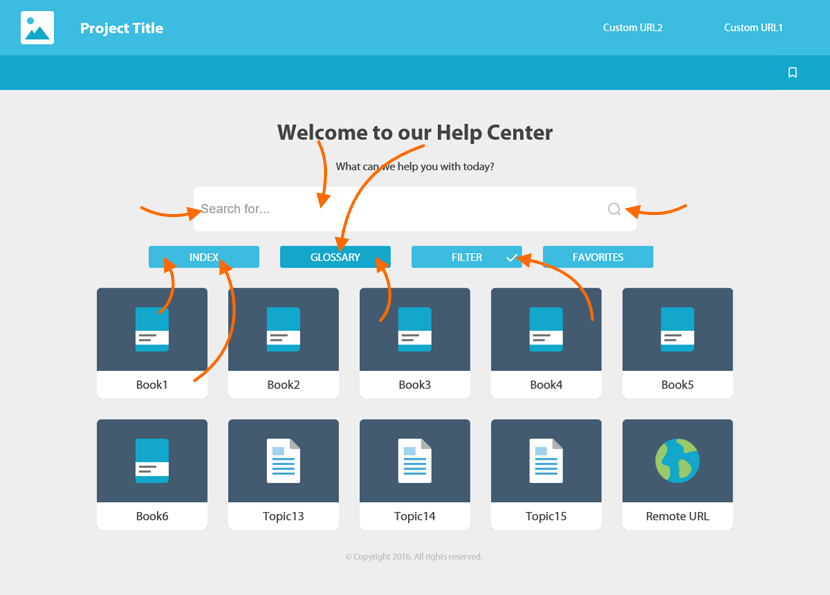 Project Title
Custom URL2
Custom URL1
Welcome to our Help Center
What can we help you with today?
Search for...
INDEX
GLOSSARY
FILTER
FAVORITES
Book1
Book2
Book3
Book4
Book5
Book6
Topic13
Topic14
Topic15
Remote URL
© Copyright 2016. All rights reserved.